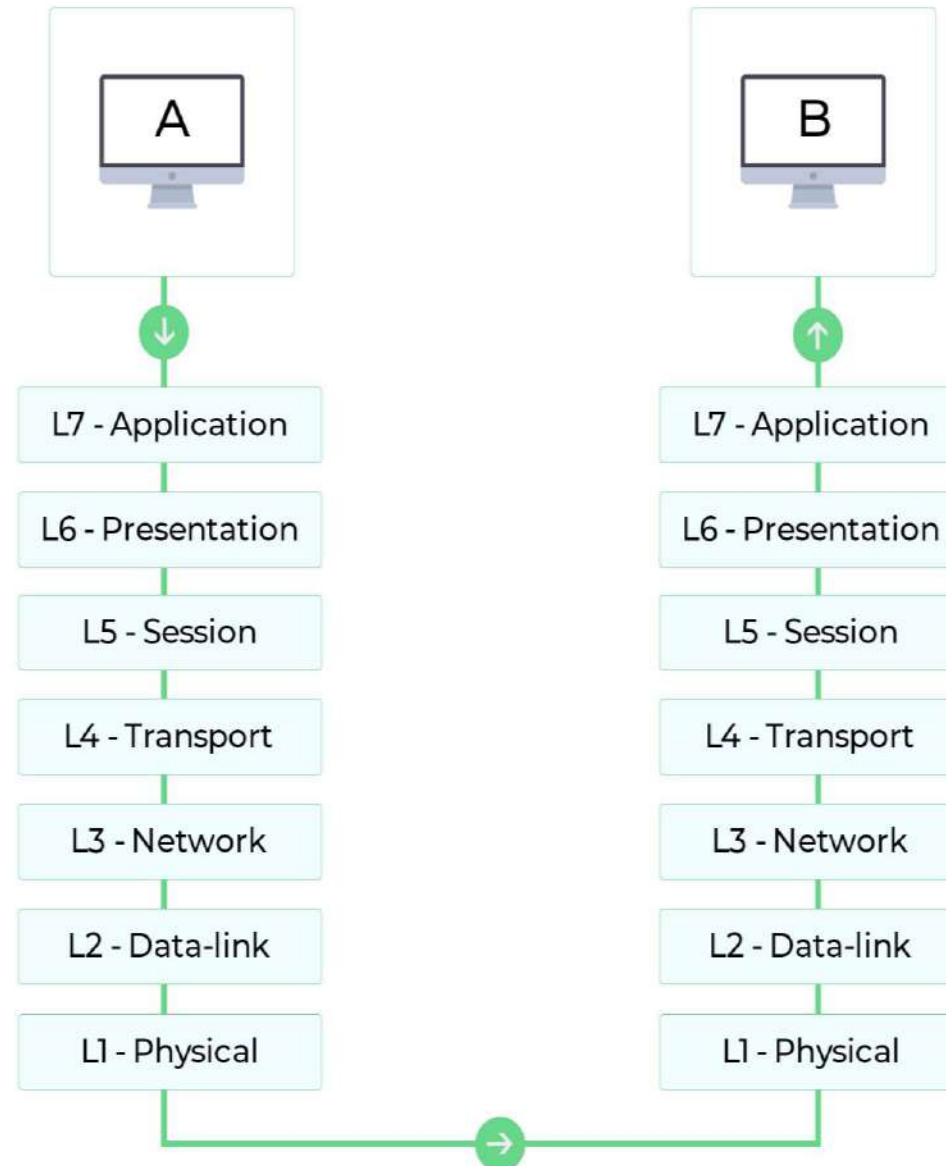 A
B
L7 - Application
L7 - Application
L6 - Presentation
L6 - Presentation
L5 - Session
L5 - Session
L4 - Transport
L4 - Transport
L3 - Network
L3 - Network
L2 - Data-link
L2 - Data-link
L1 - Physical
L1 - Physical